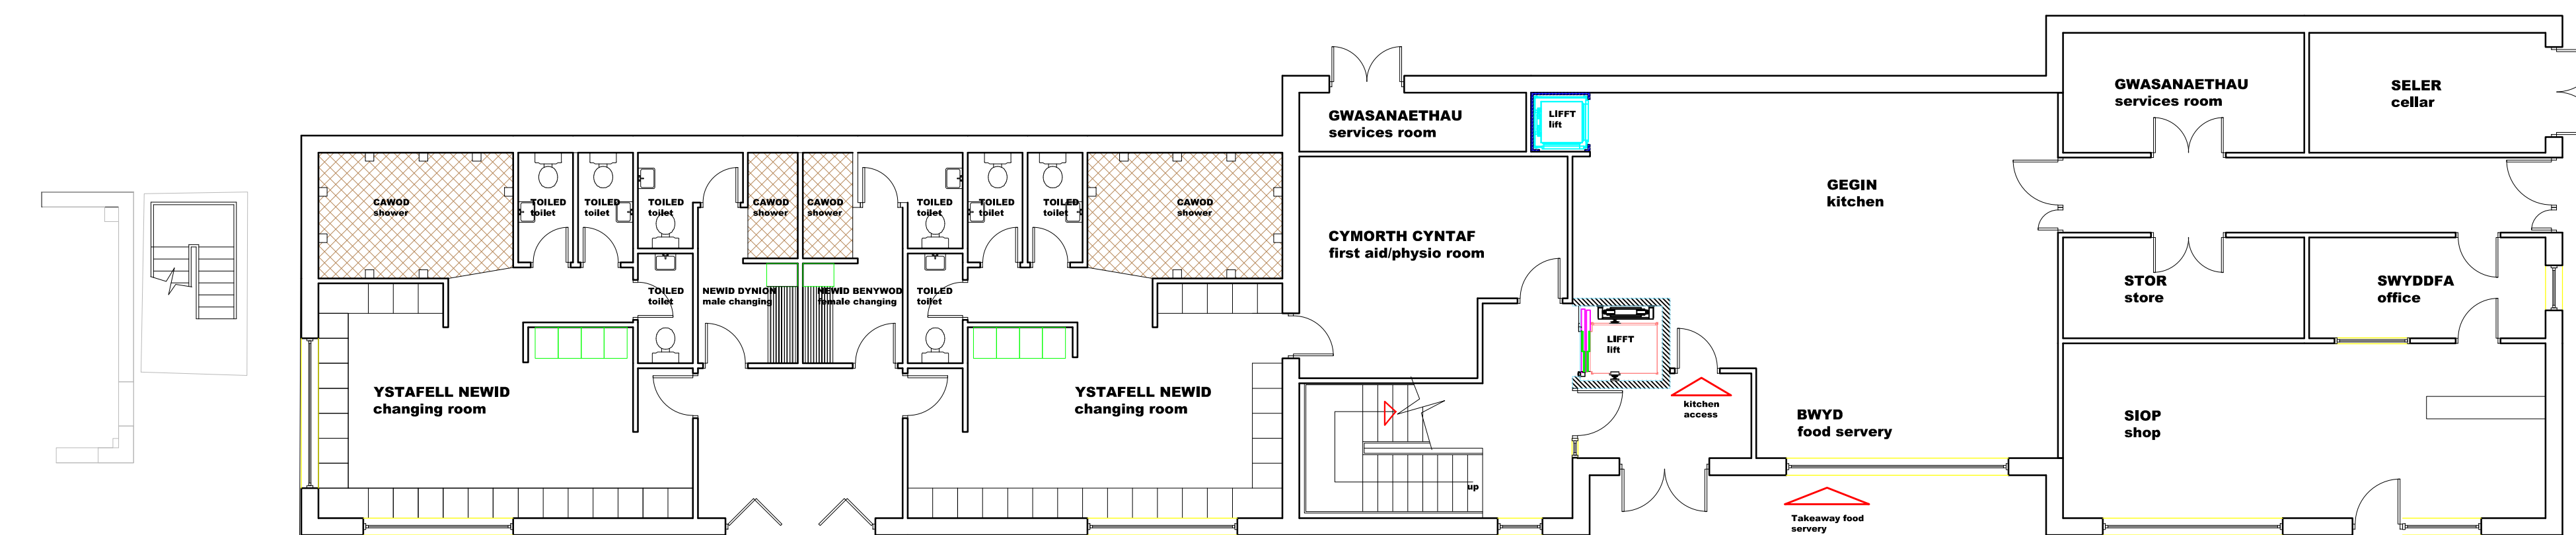 GWASANAETHAU
services room
SELER
cellar
GWASANAETHAU
services room
LIFFT
lift
CAWOD
shower
TOILED
toilet
TOILED
toilet
TOILED
toilet
CAWOD
shower
CAWOD
shower
TOILED
toilet
TOILED
toilet
TOILED
toilet
CAWOD
shower
GEGIN
kitchen
CYMORTH CYNTAF
first aid/physio room
TOILED
toilet
NEWID DYNION
male changing
NEWID BENYWOD
female changing
TOILED
toilet
STOR
store
SWYDDFA
office
LIFFT
lift
YSTAFELL NEWID
changing room
YSTAFELL NEWID
changing room
kitchen
access
BWYD
food servery
SIOP
shop
up
Takeaway food
servery